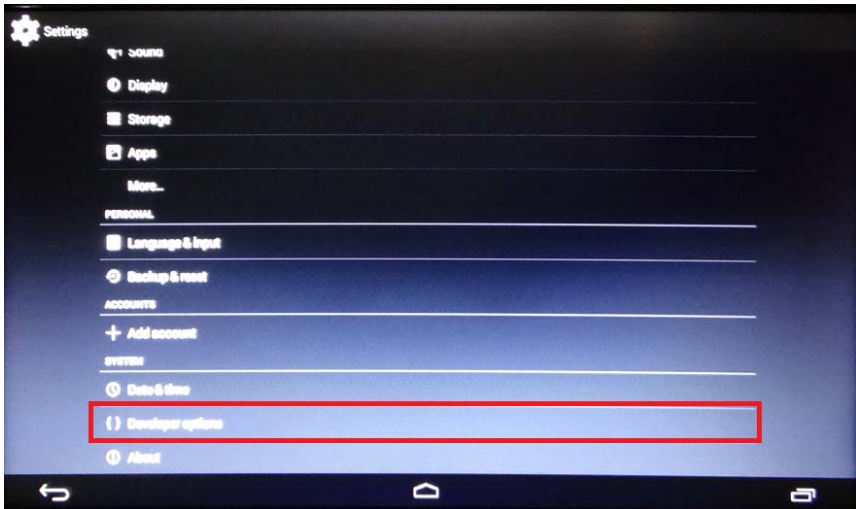 Settings
Sound
Display
Storage
Apps
More...
PERSONAL
Language & input
Backup & reset
ACCOUNTS
Add account
SYSTEM
Date & time
{ } Developer options
About